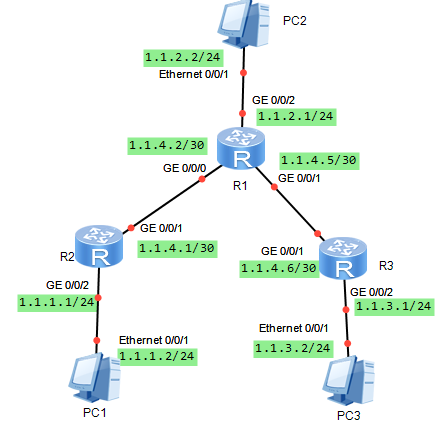 PC2
1.1.2.2/24
Ethernet 0/0/1
GE 0/0/2
1.1.2.1/24
1.1.4.2/30
1.1.4.5/30
GE 0/0/0
R
GE 0/0/1
R1
GE 0/0/1
1.1.4.1/30
R2
R
GE 0/0/1
1.1.4.6/30
R
R3
GE 0/0/2
1.1.1.1/24
GE 0/0/2
1.1.3.1/24
Ethernet 0/0/1
1.1.1.2/24
Ethernet 0/0/1
1.1.3.2/24
PC1
PC3